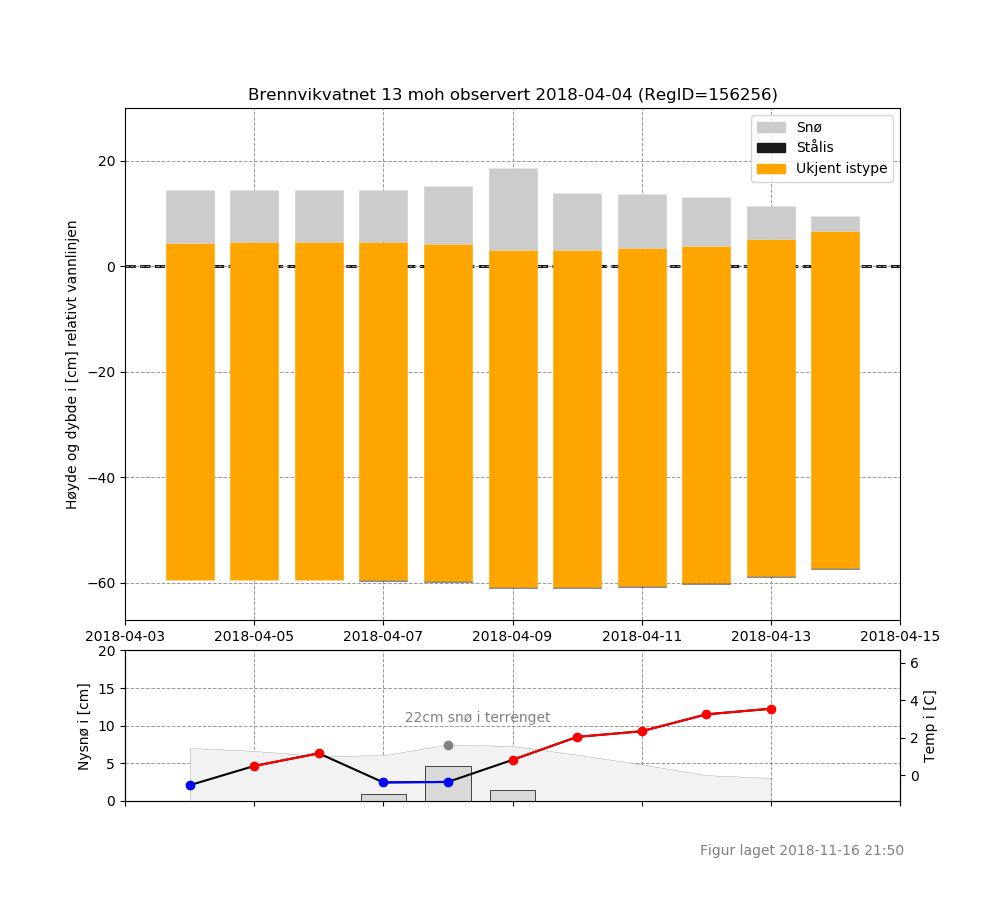 Brennvikvatnet 13 moh observert 2018-04-04 (RegID=156256)
Snø
Stålis
Ukjent istype
Høyde og dybde i [cm] relativt vannlinjen
20
0
−20
−40
−60
2018-04-03 2018-04-05 2018-04-07 2018-04-09 2018-04-11 2018-04-13 2018-04-15
Nysnø i [cm]
20
15
10
5
0
22cm snø i terrenget
6
4
2
0
Temp i [C]
Figur laget 2018-11-16 21:50